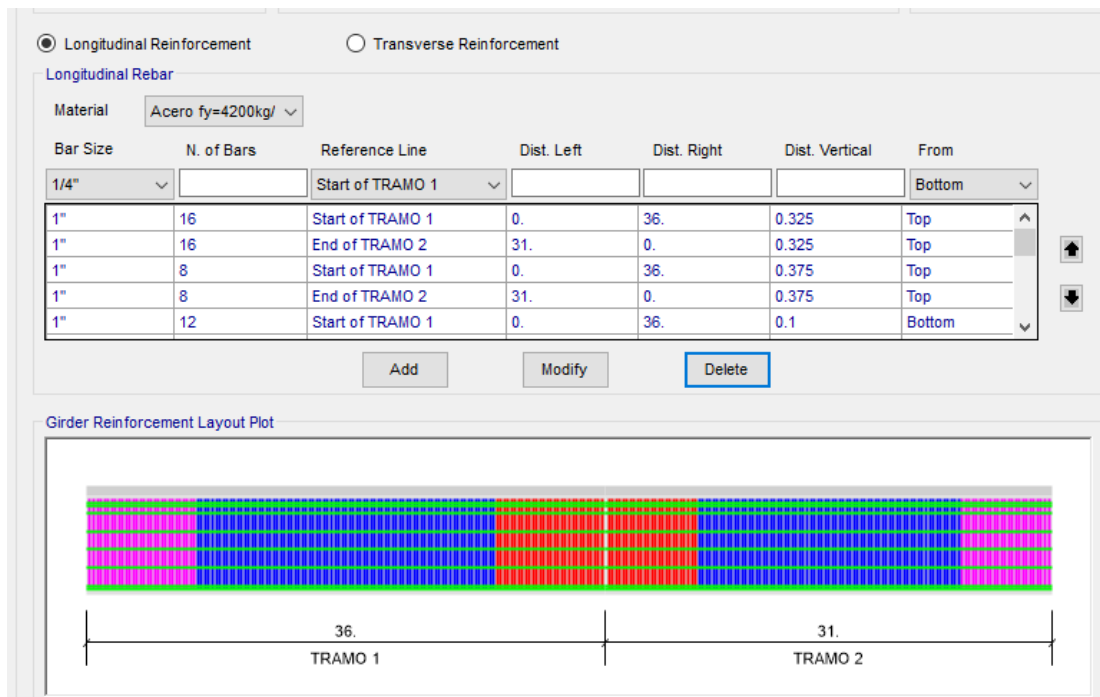 Longitudinal Reinforcement Transverse Reinforcement
Longitudinal Rebar
Material Acero fy=4200kg/
Bar Size N. of Bars Reference Line Dist. Left Dist. Right Dist. Vertical From
1/4" Start of TRAMO 1 Bottom
1" 16 Start of TRAMO 1 0. 36. 0.325 Top
1" 16 End of TRAMO 2 31. 0. 0.325 Top
1" 8 Start of TRAMO 1 0. 36. 0.375 Top
1" 8 End of TRAMO 2 31. 0. 0.375 Top
1" 12 Start of TRAMO 1 0. 36. 0.1 Bottom
Add Modify Delete
Girder Reinforcement Layout Plot
36. 31.
TRAMO 1 TRAMO 2